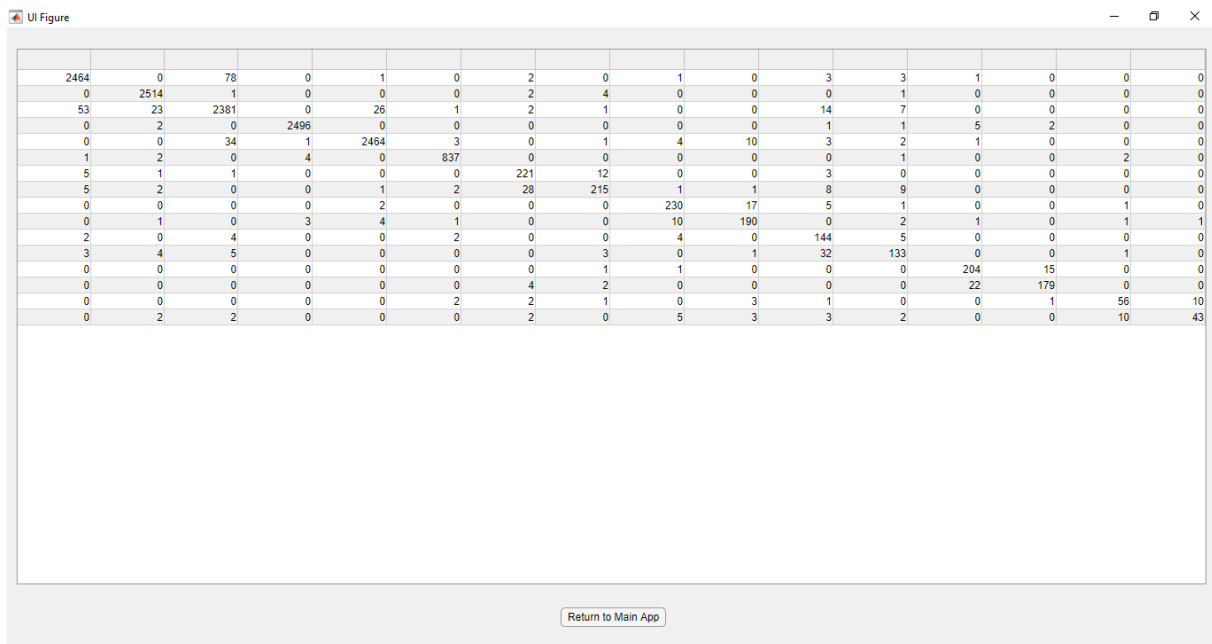 UI Figure
2464 0 78 0 1 0 2 0 1 0 3 3 1 0 0 0
0 2514 1 0 0 0 2 4 0 0 0 1 0 0 0 0
53 23 2381 0 26 1 2 1 0 0 14 7 0 0 0 0
0 2 0 2496 0 0 0 0 0 0 1 1 5 2 0 0
0 0 34 1 2464 3 0 1 4 10 3 2 1 0 0 0
1 2 0 4 0 837 0 0 0 0 0 1 0 0 2 0
5 1 1 0 0 0 221 12 0 0 3 0 0 0 0 0
5 2 0 0 1 2 28 215 1 1 8 9 0 0 0 0
0 0 0 0 2 0 0 0 230 17 5 1 0 0 1 0
0 1 0 3 4 1 0 0 10 190 0 2 1 0 1 1
2 0 4 0 0 2 0 0 4 0 144 5 0 0 0 0
3 4 5 0 0 0 0 3 0 1 32 133 0 0 1 0
0 0 0 0 0 0 0 1 1 0 0 0 204 15 0 0
0 0 0 0 0 0 4 2 0 0 0 0 22 179 0 0
0 0 0 0 0 2 2 1 0 3 1 0 0 1 56 10
0 2 2 0 0 0 2 0 5 3 3 2 0 0 10 43
Return to Main App